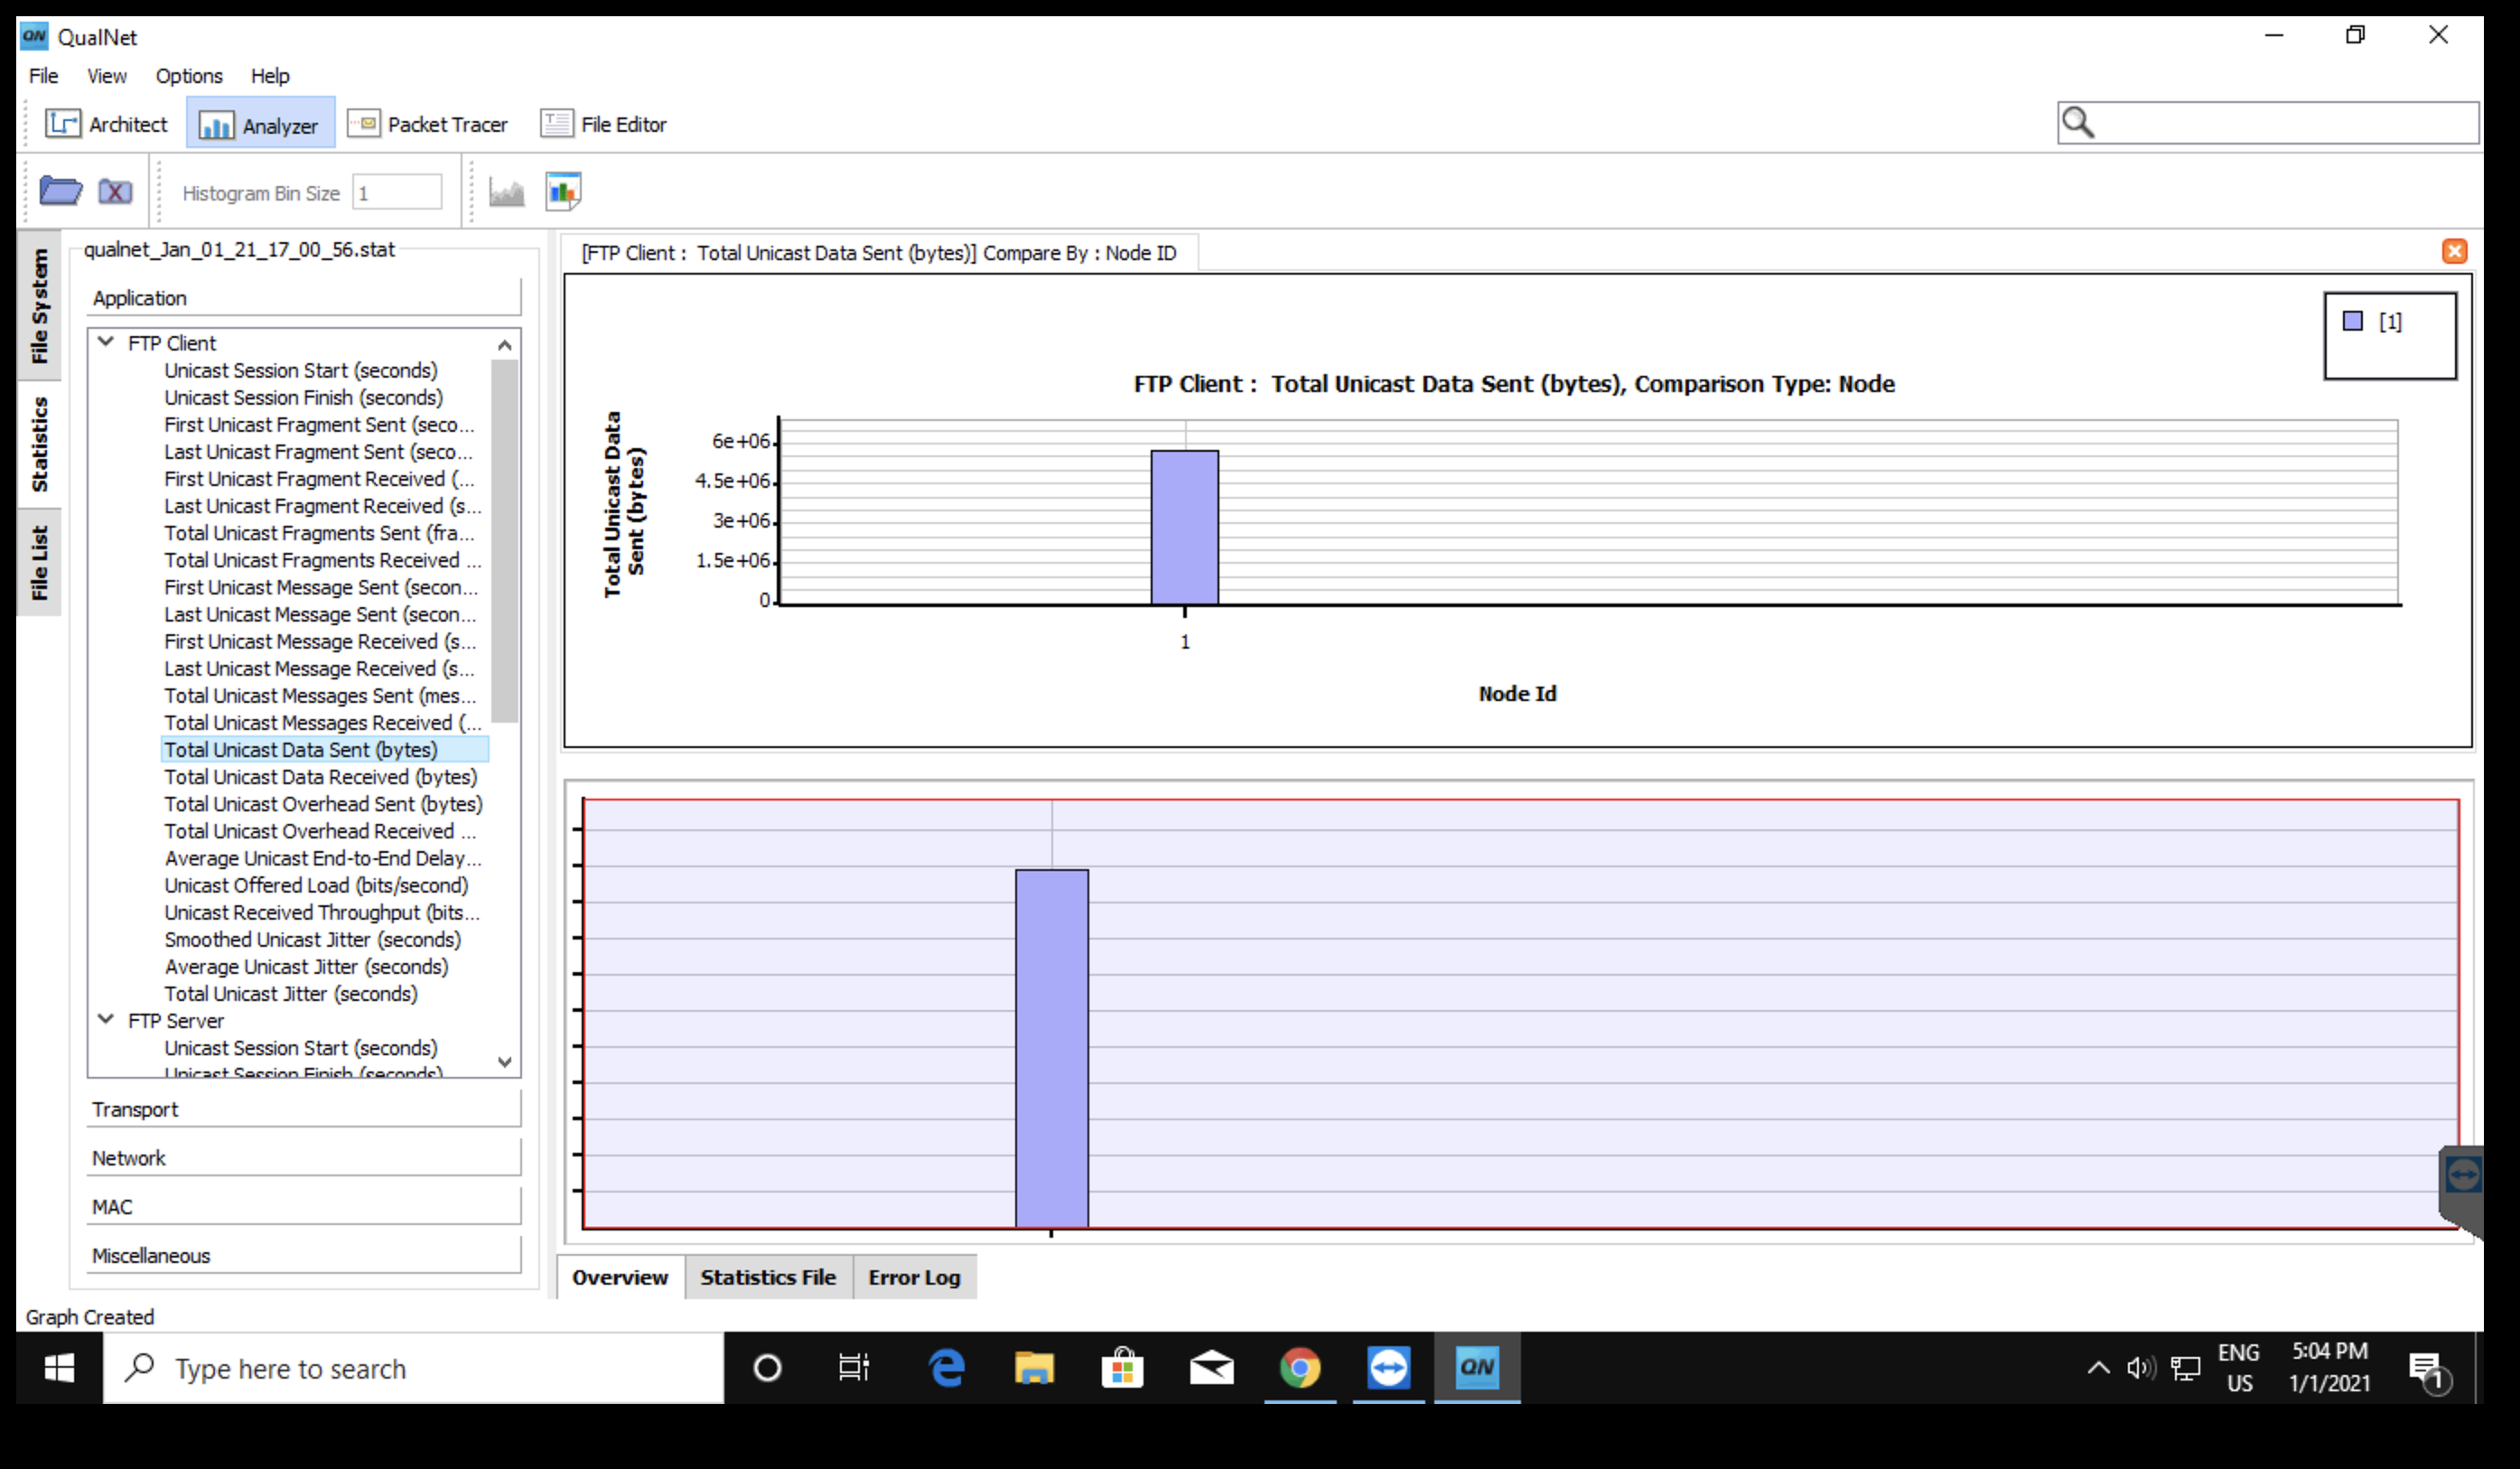 QN QualNet
File View Options Help
Architect Analyzer Packet Tracer File Editor
Histogram Bin Size 1
File System
Statistics
File List
qualnet_Jan_01_21_17_00_56.stat
Application
FTP Client
Unicast Session Start (seconds)
Unicast Session Finish (seconds)
First Unicast Fragment Sent (seco...
Last Unicast Fragment Sent (seco...
First Unicast Fragment Received (...
Last Unicast Fragment Received (s...
Total Unicast Fragments Sent (fra...
Total Unicast Fragments Received ...
First Unicast Message Sent (secon...
Last Unicast Message Sent (secon...
First Unicast Message Received (s...
Last Unicast Message Received (s...
Total Unicast Messages Sent (mes...
Total Unicast Messages Received (...
Total Unicast Data Sent (bytes)
Total Unicast Data Received (bytes)
Total Unicast Overhead Sent (bytes)
Total Unicast Overhead Received ...
Average Unicast End-to-End Delay...
Unicast Offered Load (bits/second)
Unicast Received Throughput (bits...
Smoothed Unicast Jitter (seconds)
Average Unicast Jitter (seconds)
Total Unicast Jitter (seconds)
FTP Server
Unicast Session Start (seconds)
Unicast Session Finish (seconds)
Transport
Network
MAC
Miscellaneous
[FTP Client : Total Unicast Data Sent (bytes)] Compare By : Node ID
[1]
FTP Client : Total Unicast Data Sent (bytes), Comparison Type: Node
Total Unicast Data
Sent (bytes)
6e+06
4.5e+06
3e+06
1.5e+06
0
1
Node Id
Overview Statistics File Error Log
Graph Created
Type here to search
QN
ENG
US
5:04 PM
1/1/2021
1